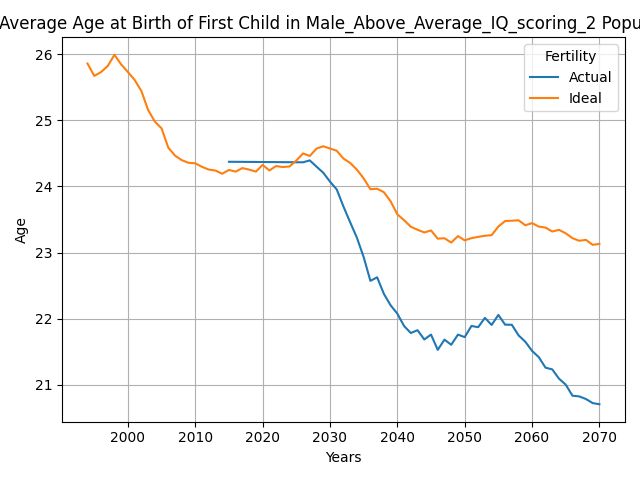 Average Age at Birth of First Child in Male_Above_Average_IQ_scoring_2 Popu
Fertility
Actual
Ideal
26
25
24
23
22
21
Age
2000 2010 2020 2030 2040 2050 2060 2070
Years